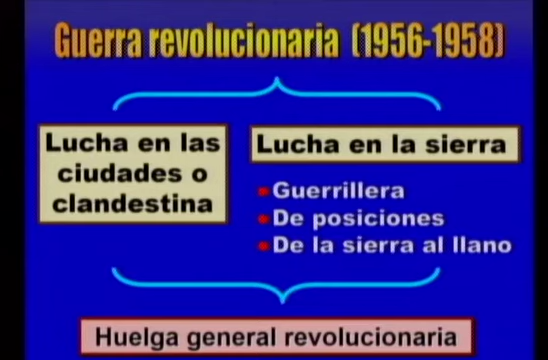 Guerra revolucionaria (1956-1958)
Lucha en las
ciudades o
clandestina
Lucha en la sierra
Guerrillera
De posiciones
De la sierra al llano
Huelga general revolucionaria